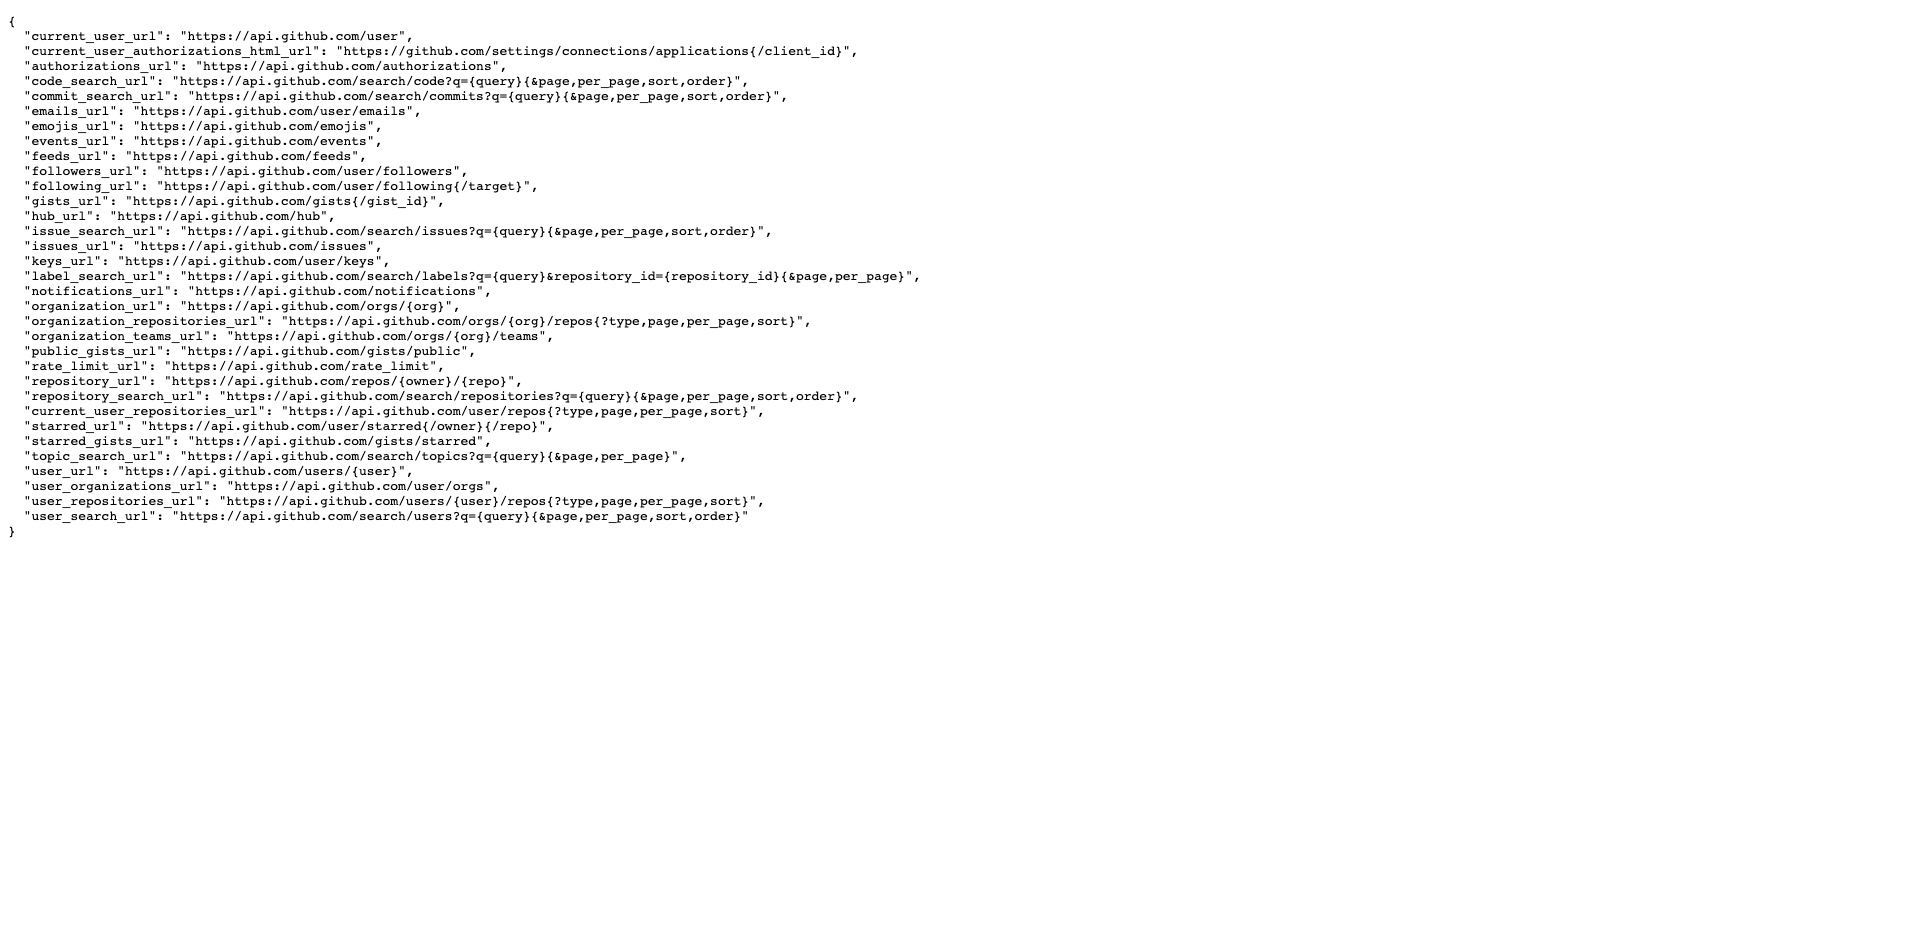 {
  "current_user_url": "https://api.github.com/user",
  "current_user_authorizations_html_url": "https://github.com/settings/connections/applications{/client_id}",
  "authorizations_url": "https://api.github.com/authorizations",
  "code_search_url": "https://api.github.com/search/code?q={query}{&page,per_page,sort,order}",
  "commit_search_url": "https://api.github.com/search/commits?q={query}{&page,per_page,sort,order}",
  "emails_url": "https://api.github.com/user/emails",
  "emojis_url": "https://api.github.com/emojis",
  "events_url": "https://api.github.com/events",
  "feeds_url": "https://api.github.com/feeds",
  "followers_url": "https://api.github.com/user/followers",
  "following_url": "https://api.github.com/user/following{/target}",
  "gists_url": "https://api.github.com/gists{/gist_id}",
  "hub_url": "https://api.github.com/hub",
  "issue_search_url": "https://api.github.com/search/issues?q={query}{&page,per_page,sort,order}",
  "issues_url": "https://api.github.com/issues",
  "keys_url": "https://api.github.com/user/keys",
  "label_search_url": "https://api.github.com/search/labels?q={query}&repository_id={repository_id}{&page,per_page}",
  "notifications_url": "https://api.github.com/notifications",
  "organization_url": "https://api.github.com/orgs/{org}",
  "organization_repositories_url": "https://api.github.com/orgs/{org}/repos{?type,page,per_page,sort}",
  "organization_teams_url": "https://api.github.com/orgs/{org}/teams",
  "public_gists_url": "https://api.github.com/gists/public",
  "rate_limit_url": "https://api.github.com/rate_limit",
  "repository_url": "https://api.github.com/repos/{owner}/{repo}",
  "repository_search_url": "https://api.github.com/search/repositories?q={query}{&page,per_page,sort,order}",
  "current_user_repositories_url": "https://api.github.com/user/repos{?type,page,per_page,sort}",
  "starred_url": "https://api.github.com/user/starred{/owner}{/repo}",
  "starred_gists_url": "https://api.github.com/gists/starred",
  "topic_search_url": "https://api.github.com/search/topics?q={query}{&page,per_page}",
  "user_url": "https://api.github.com/users/{user}",
  "user_organizations_url": "https://api.github.com/user/orgs",
  "user_repositories_url": "https://api.github.com/users/{user}/repos{?type,page,per_page,sort}",
  "user_search_url": "https://api.github.com/search/users?q={query}{&page,per_page,sort,order}"
}